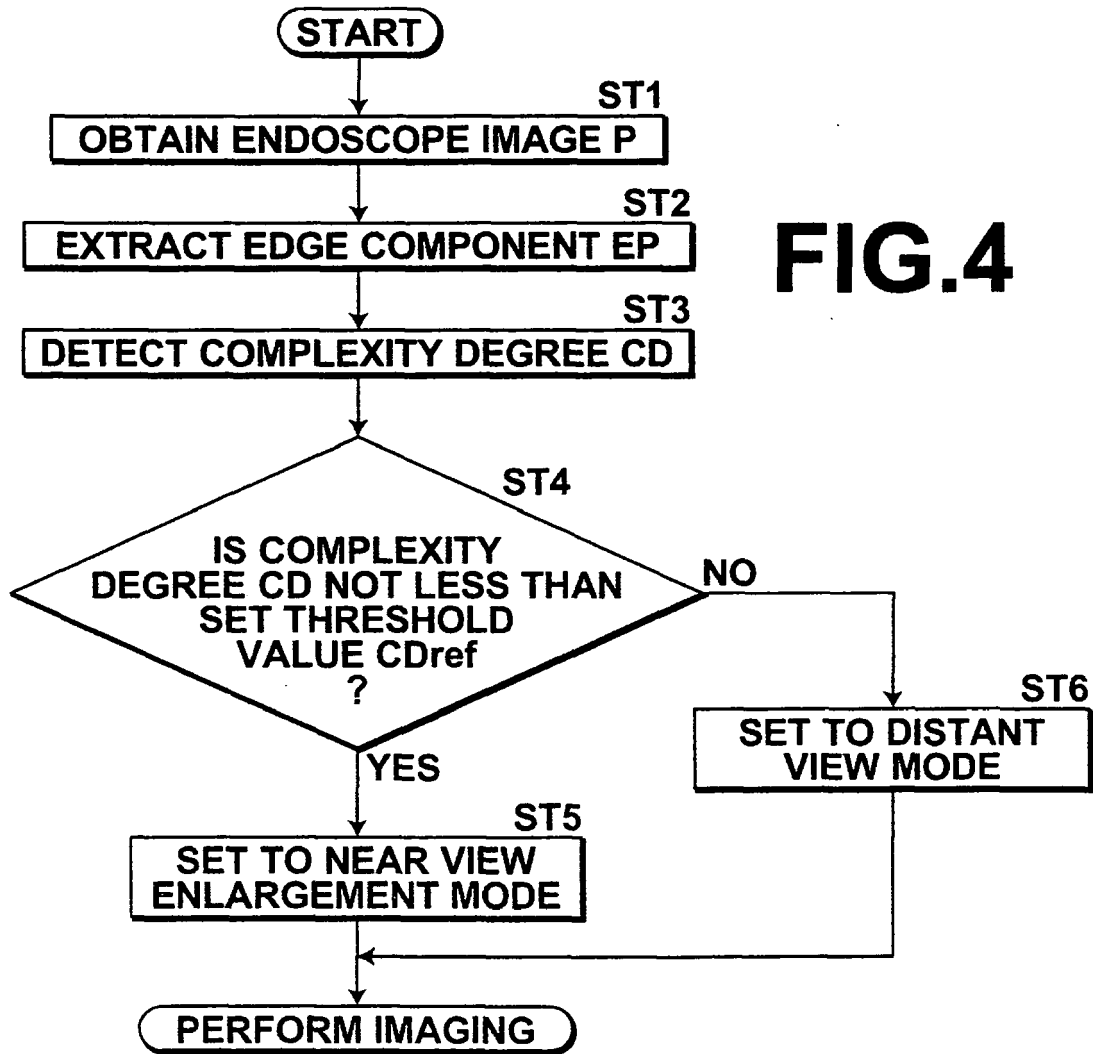 START
ST1
OBTAIN ENDOSCOPE IMAGE P
ST2
EXTRACT EDGE COMPONENT EP
FIG.4
ST3
DETECT COMPLEXITY DEGREE CD
ST4
IS COMPLEXITY
DEGREE CD NOT LESS THAN
SET THRESHOLD
VALUE CDref
?
NO
YES
ST6
SET TO DISTANT
VIEW MODE
ST5
SET TO NEAR VIEW
ENLARGEMENT MODE
PERFORM IMAGING